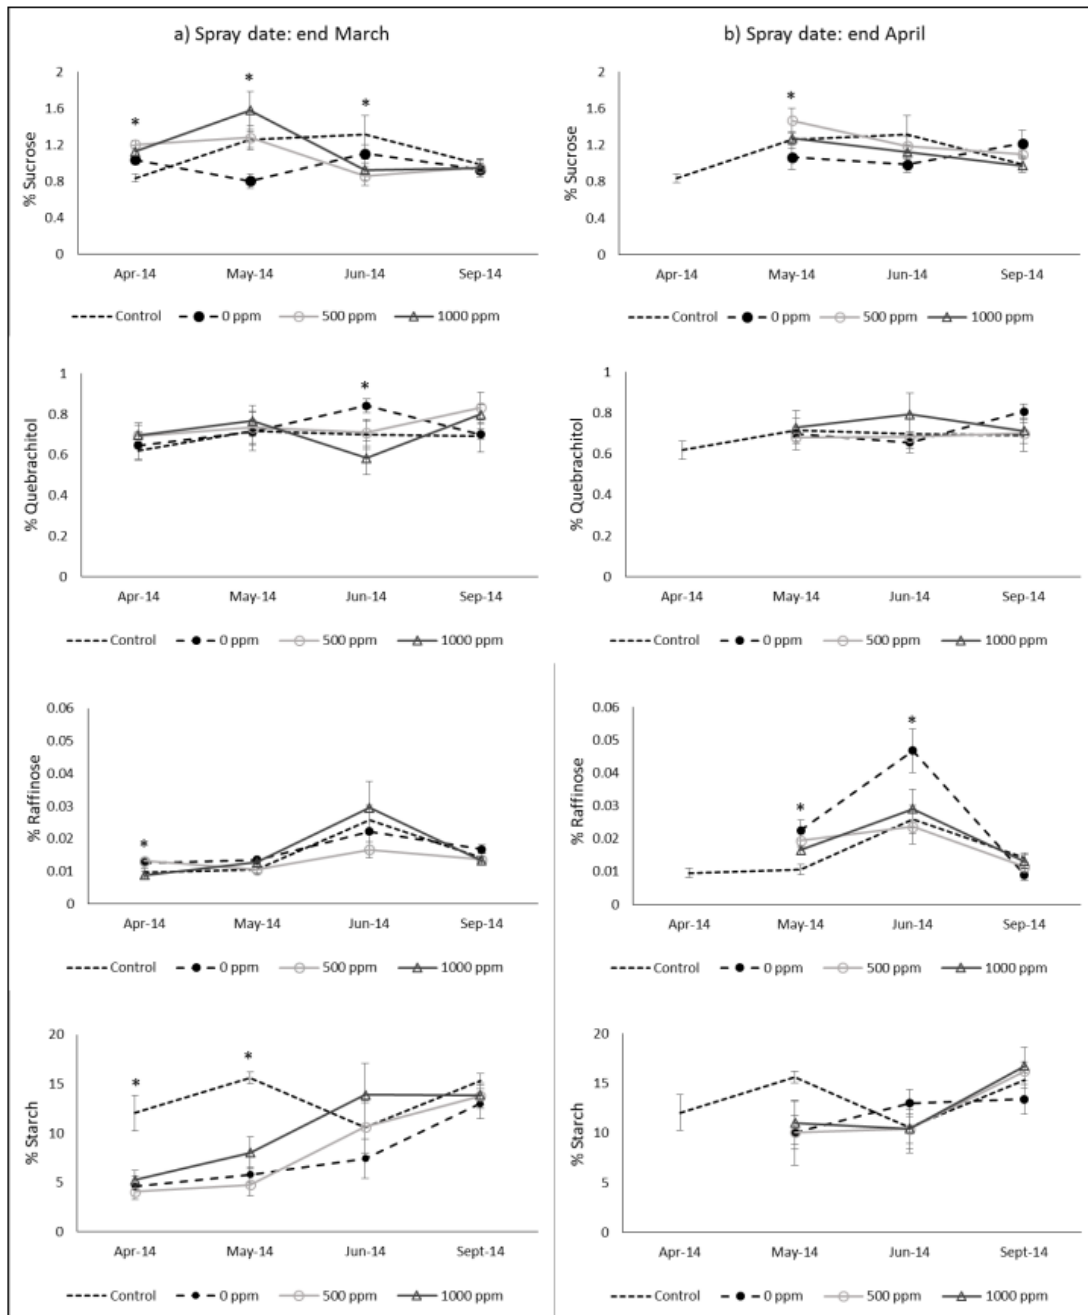 a) Spray date: end March
b) Spray date: end April
*
*
*
% Sucrose
2
1.6
1.2
0.8
0.4
0
Apr-14 May-14 Jun-14 Sep-14
Control 0 ppm 500 ppm 1000 ppm
*
% Sucrose
2
1.6
1.2
0.8
0.4
0
Apr-14 May-14 Jun-14 Sep-14
Control 0 ppm 500 ppm 1000 ppm
*
% Quebrachitol
1
0.8
0.6
0.4
0.2
0
Apr-14 May-14 Jun-14 Sep-14
Control 0 ppm 500 ppm 1000 ppm
% Quebrachitol
1
0.8
0.6
0.4
0.2
0
Apr-14 May-14 Jun-14 Sep-14
Control 0 ppm 500 ppm 1000 ppm
*
% Raffinose
0.06
0.05
0.04
0.03
0.02
0.01
0
Apr-14 May-14 Jun-14 Sep-14
Control 0 ppm 500 ppm 1000 ppm
*
*
% Raffinose
0.06
0.05
0.04
0.03
0.02
0.01
0
Apr-14 May-14 Jun-14 Sep-14
Control 0 ppm 500 ppm 1000 ppm
*
*
% Starch
20
15
10
5
0
Apr-14 May-14 Jun-14 Sept-14
Control 0 ppm 500 ppm 1000 ppm
% Starch
20
15
10
5
0
Apr-14 May-14 Jun-14 Sept-14
Control 0 ppm 500 ppm 1000 ppm